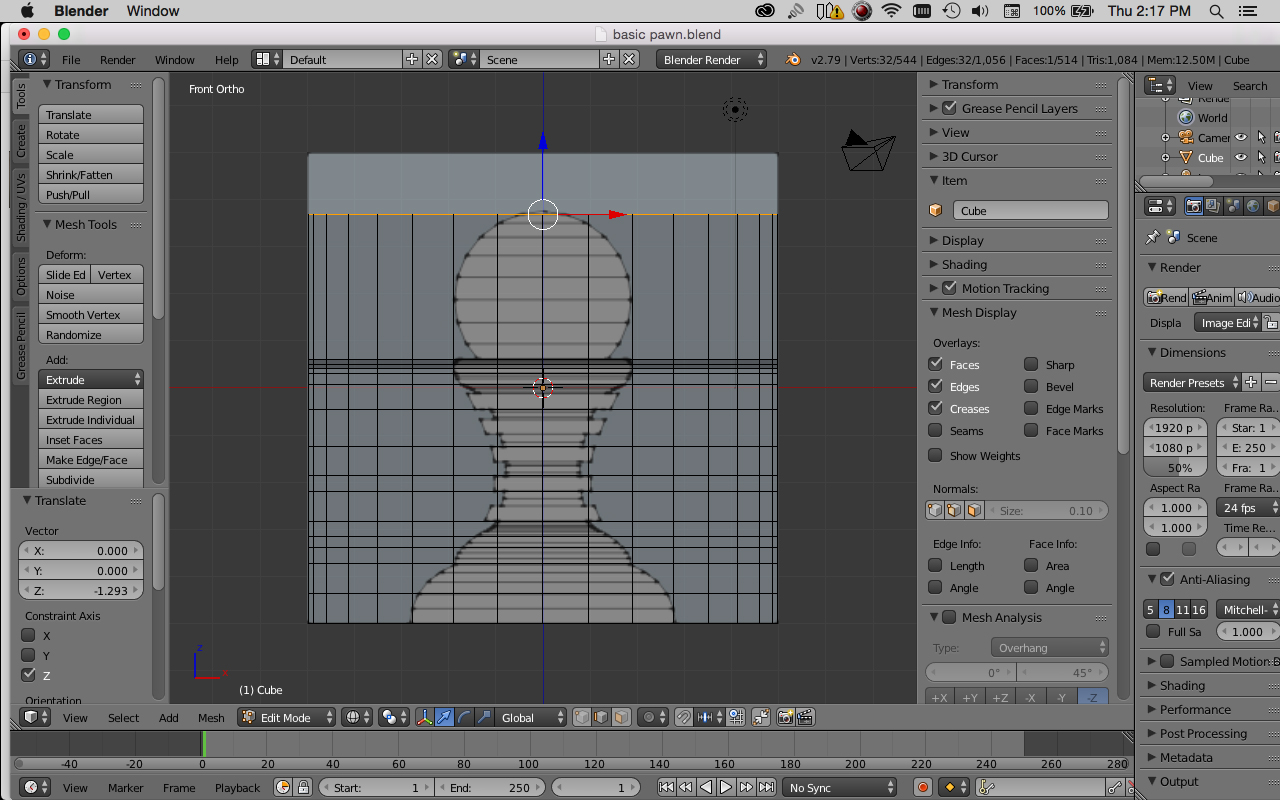 Blender Window 100% Thu 2:17 PM
basic pawn.blend
File Render Window Help Default Scene Blender Render v2.79 | Verts:32/544 | Edges:32/1,056 | Faces:1/514 | Tris:1,084 | Mem:12.50M | Cube
Tools
Create
Shading / UVs
Options
Grease Pencil
Transform
Translate
Rotate
Scale
Shrink/Fatten
Push/Pull
Mesh Tools
Deform:
Slide Ed Vertex
Noise
Smooth Vertex
Randomize
Add:
Extrude
Extrude Region
Extrude Individual
Inset Faces
Make Edge/Face
Subdivide
Translate
Vector
X: 0.000
Y: 0.000
Z: -1.293
Constraint Axis
X
Y
Z
Orientation
Front Ortho
z
x
(1) Cube
Transform
Grease Pencil Layers
View
3D Cursor
Item
Cube
Display
Shading
Motion Tracking
Mesh Display
Overlays:
Faces Sharp
Edges Bevel
Creases Edge Marks
Seams Face Marks
Show Weights
Normals:
Size: 0.10
Edge Info: Face Info:
Length Area
Angle Angle
Mesh Analysis
Type: Overhang
0° 45°
+X +Y +Z -X -Y -Z
View Search
Rende
World
Camer
Cube
Scene
Render
Rend Anim Audio
Displa Image Edi
Dimensions
Render Presets
Resolution: Frame Ra..
1920 p Star: 1
1080 p E: 250
50% Fra: 1
Aspect Ra Frame Ra..
1.000 24 fps
1.000 Time Re...
Anti-Aliasing
5 8 11 16 Mitchell-
Full Sa 1.000
Sampled Motion B
Shading
Performance
Post Processing
Metadata
Output
View Select Add Mesh Edit Mode Global
-40 -20 0 20 40 60 80 100 120 140 160 180 200 220 240 260 280
View Marker Frame Playback Start: 1 End: 250 1 No Sync